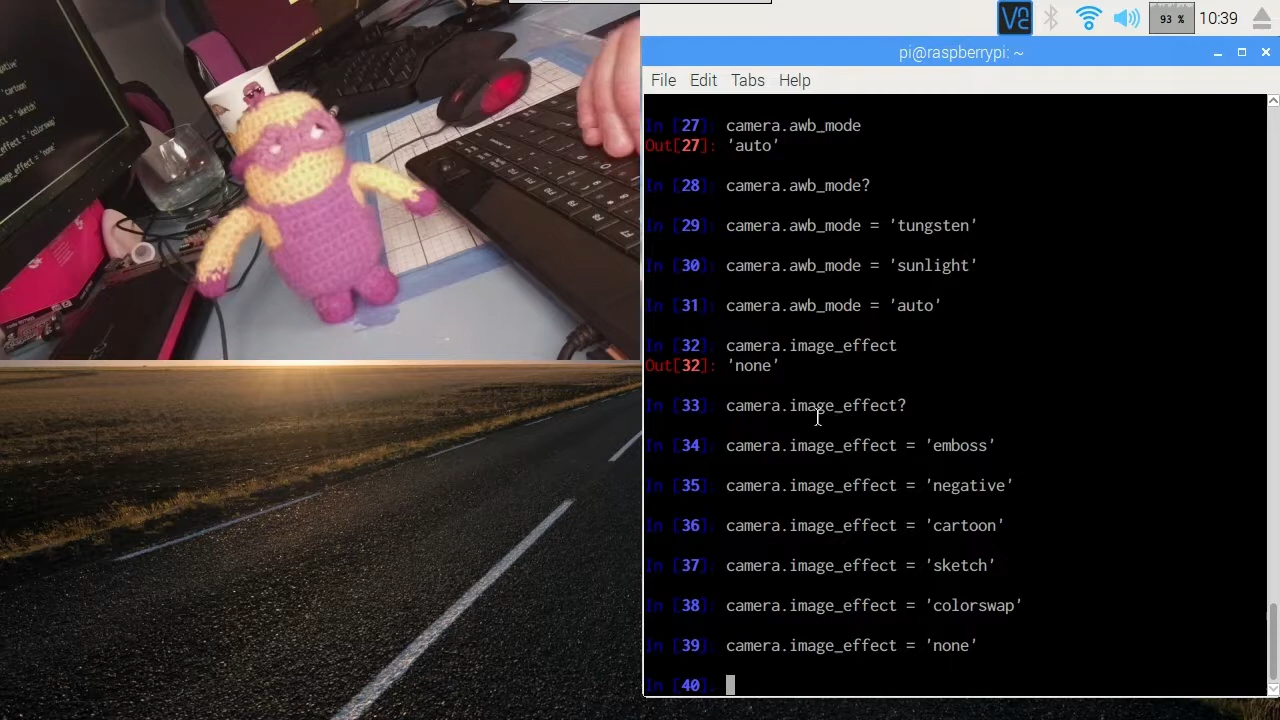 10:39
93 %
pi@raspberrypi: ~
File Edit Tabs Help
In [27]: camera.awb_mode
Out[27]: 'auto'
In [28]: camera.awb_mode?
In [29]: camera.awb_mode = 'tungsten'
In [30]: camera.awb_mode = 'sunlight'
In [31]: camera.awb_mode = 'auto'
In [32]: camera.image_effect
Out[32]: 'none'
In [33]: camera.image_effect?
In [34]: camera.image_effect = 'emboss'
In [35]: camera.image_effect = 'negative'
In [36]: camera.image_effect = 'cartoon'
In [37]: camera.image_effect = 'sketch'
In [38]: camera.image_effect = 'colorswap'
In [39]: camera.image_effect = 'none'
In [40]: